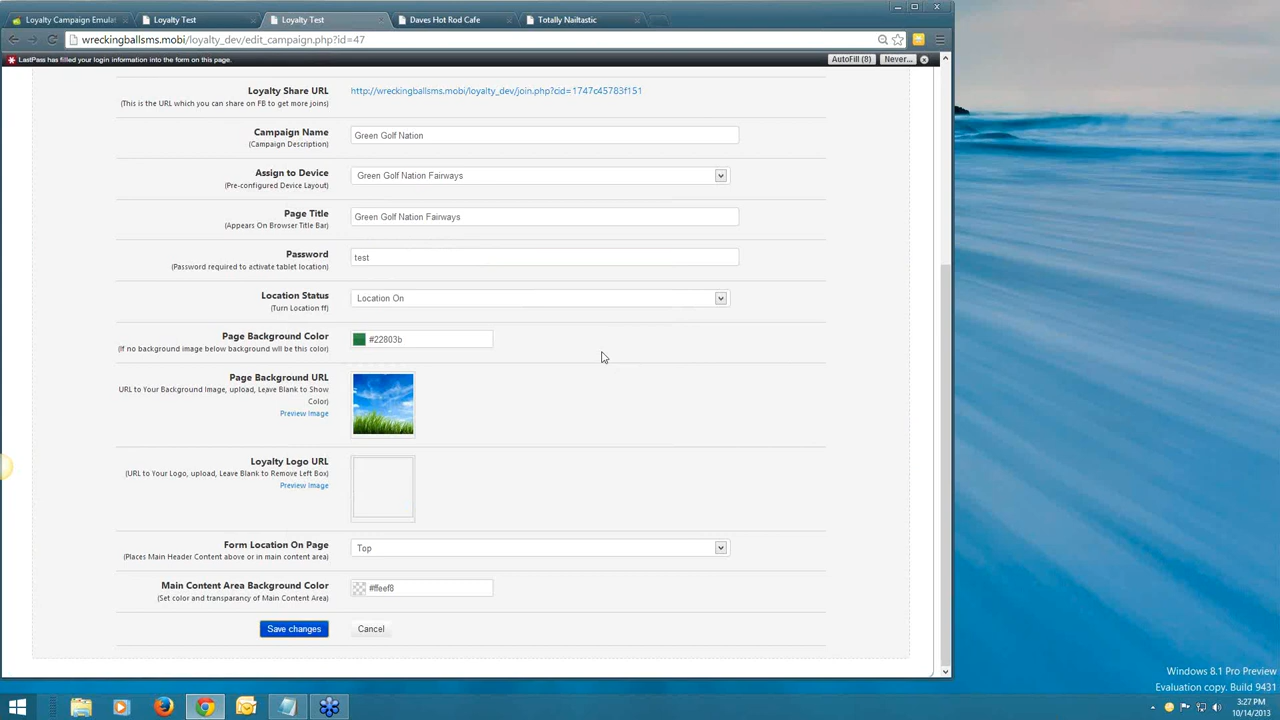 Loyalty Campaign Emulat
Loyalty Test
Loyalty Test
Daves Hot Rod Cafe
Totally Nailtastic
wreckingballsms.mobi/loyalty_dev/edit_campaign.php?id=47
LastPass has filled your login information into the form on this page.
AutoFill (8)
Never...
Loyalty Share URL
(This is the URL which you can share on FB to get more joins)
http://wreckingballsms.mobi/loyalty_dev/join.php?cid=1747c45783f151
Campaign Name
(Campaign Description)
Green Golf Nation
Assign to Device
(Pre-configured Device Layout)
Green Golf Nation Fairways
Page Title
(Appears On Browser Title Bar)
Green Golf Nation Fairways
Password
(Password required to activate tablet location)
test
Location Status
(Turn Location ff)
Location On
Page Background Color
(If no background image below background will be this color)
#22803b
Page Background URL
URL to Your Background Image, upload, Leave Blank to Show
Color)
Preview Image
Loyalty Logo URL
(URL to Your Logo, upload, Leave Blank to Remove Left Box)
Preview Image
Form Location On Page
(Places Main Header Content above or in main content area)
Top
Main Content Area Background Color
(Set color and transparancy of Main Content Area)
#ffeef8
Save changes
Cancel
Windows 8.1 Pro Preview
Evaluation copy. Build 9431
3:27 PM
10/14/2013